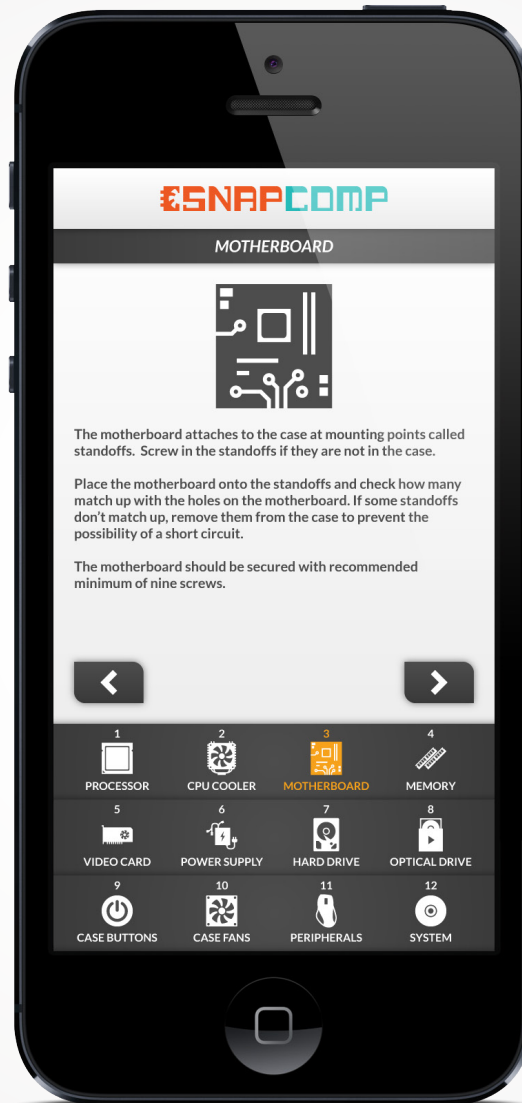 SNAPCOMP
MOTHERBOARD
The motherboard attaches to the case at mounting points called
standoffs. Screw in the standoffs if they are not in the case.
Place the motherboard onto the standoffs and check how many
match up with the holes on the motherboard. If some standoffs
don't match up, remove them from the case to prevent the
possibility of a short circuit.
The motherboard should be secured with recommended
minimum of nine screws.
1 2 3 4
PROCESSOR CPU COOLER MOTHERBOARD MEMORY
5 6 7 8
VIDEO CARD POWER SUPPLY HARD DRIVE OPTICAL DRIVE
9 10 11 12
CASE BUTTONS CASE FANS PERIPHERALS SYSTEM